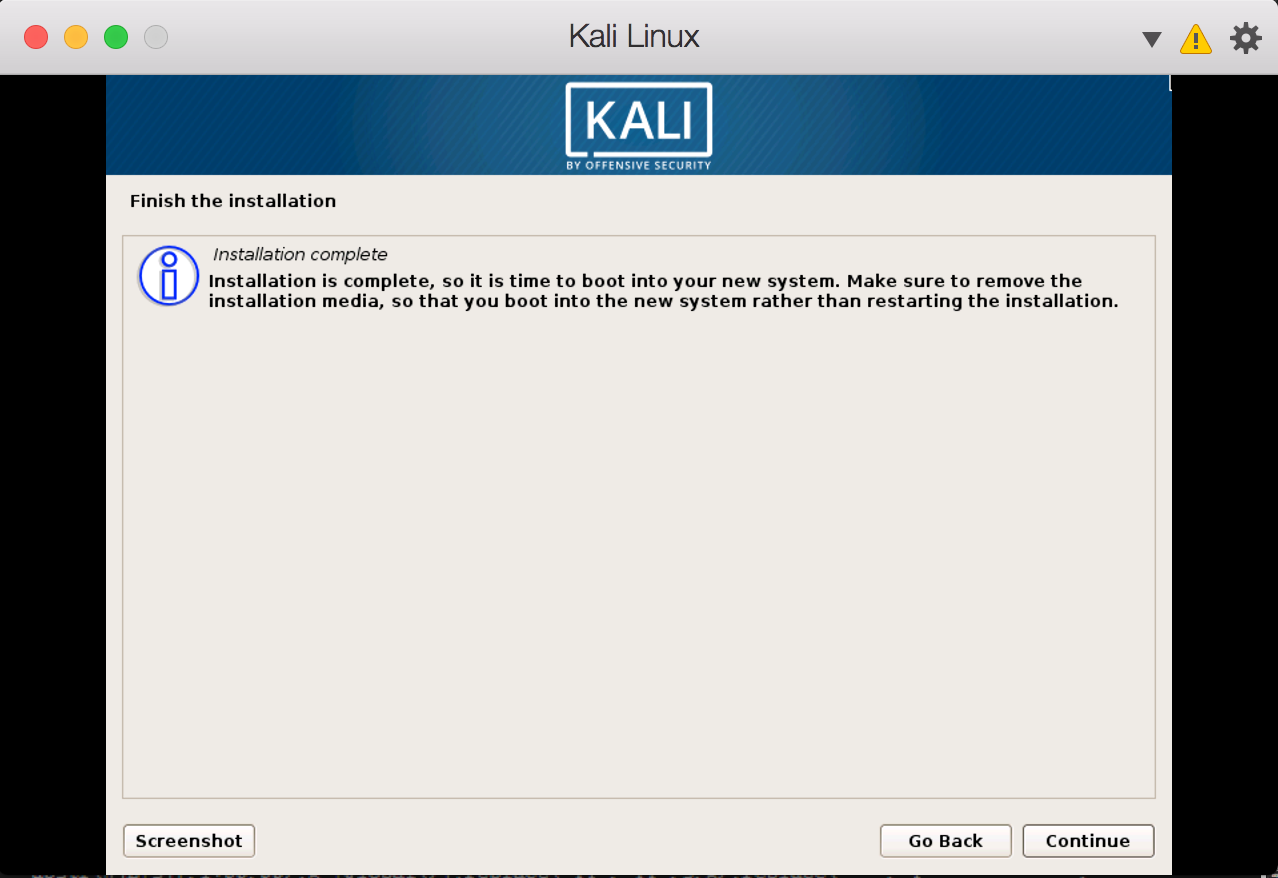 Kali Linux
KALI
BY OFFENSIVE SECURITY
Finish the installation
Installation complete
Installation is complete, so it is time to boot into your new system. Make sure to remove the
installation media, so that you boot into the new system rather than restarting the installation.
Screenshot
Go Back
Continue